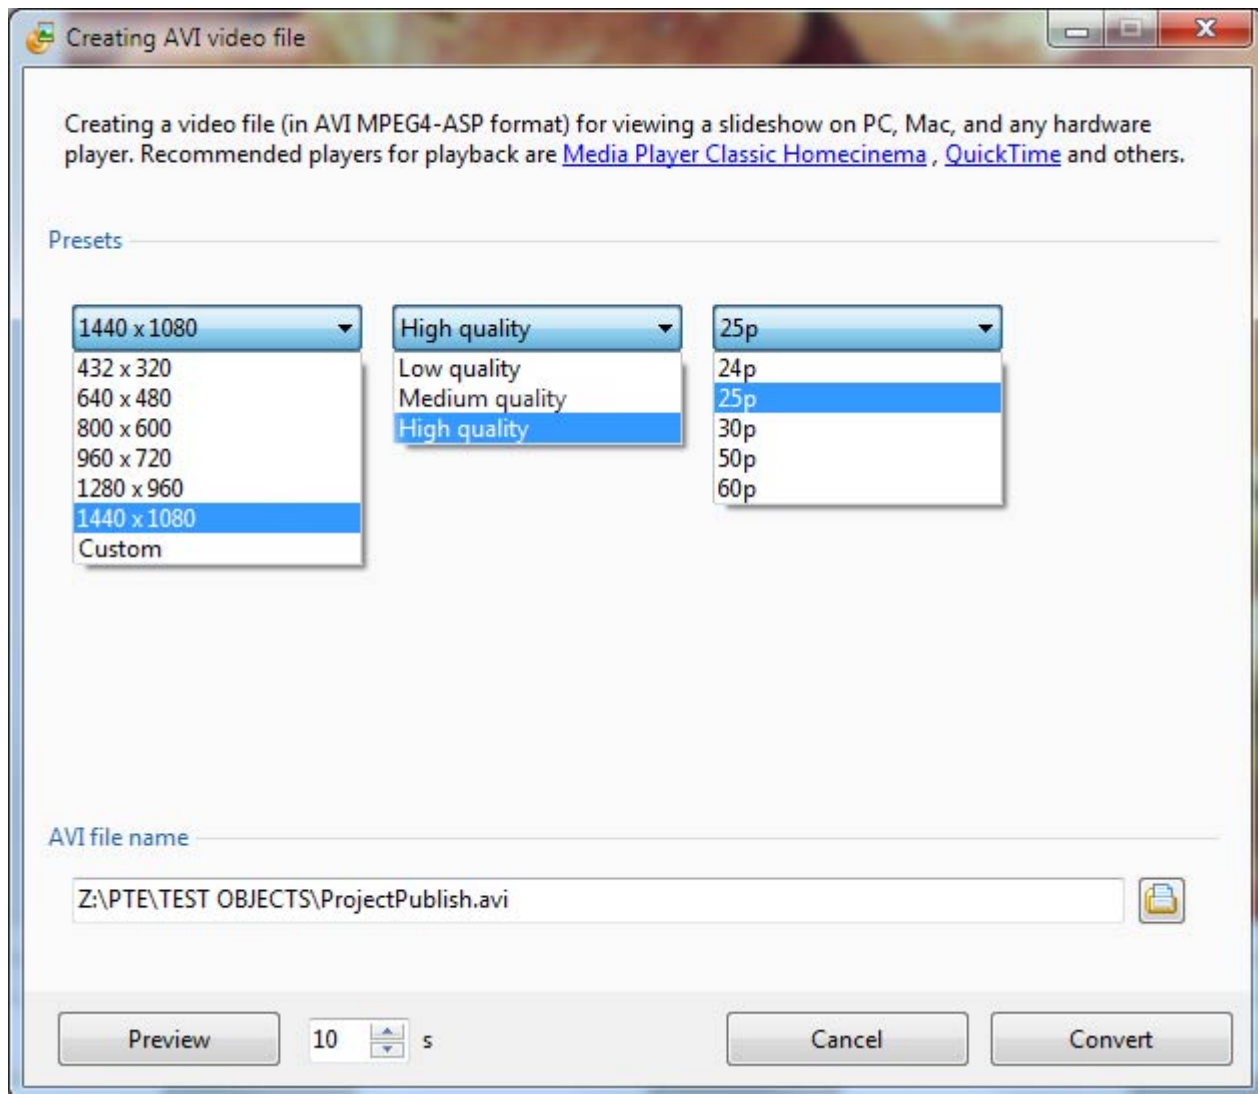 Creating AVI video file
Creating a video file (in AVI MPEG4-ASP format) for viewing a slideshow on PC, Mac, and any hardware
player. Recommended players for playback are Media Player Classic Homecinema , QuickTime and others.
Presets
1440 x 1080
432 x 320
640 x 480
800 x 600
960 x 720
1280 x 960
1440 x 1080
Custom
High quality
Low quality
Medium quality
High quality
25p
24p
25p
30p
50p
60p
AVI file name
Z:\PTE\TEST OBJECTS\ProjectPublish.avi
Preview 10 s Cancel Convert